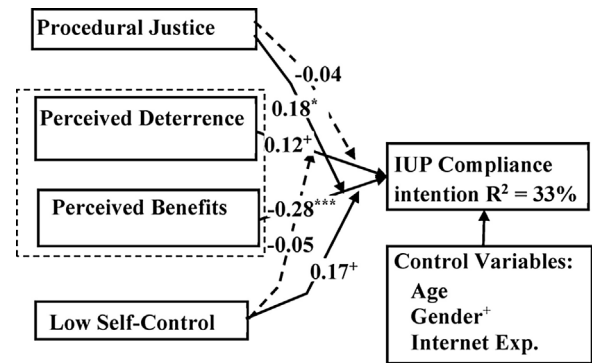 Procedural Justice
-0.04
0.18*
Perceived Deterrence
0.12+
IUP Compliance
intention R² = 33%
Perceived Benefits
-0.28***
-0.05
0.17+
Control Variables:
Age
Gender+
Internet Exp.
Low Self-Control